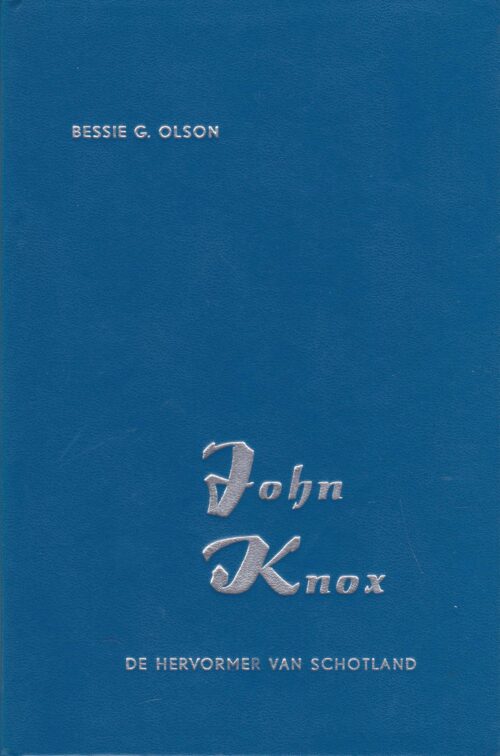 BESSIE G. OLSON
John
Knox
DE HERVORMER VAN SCHOTLAND